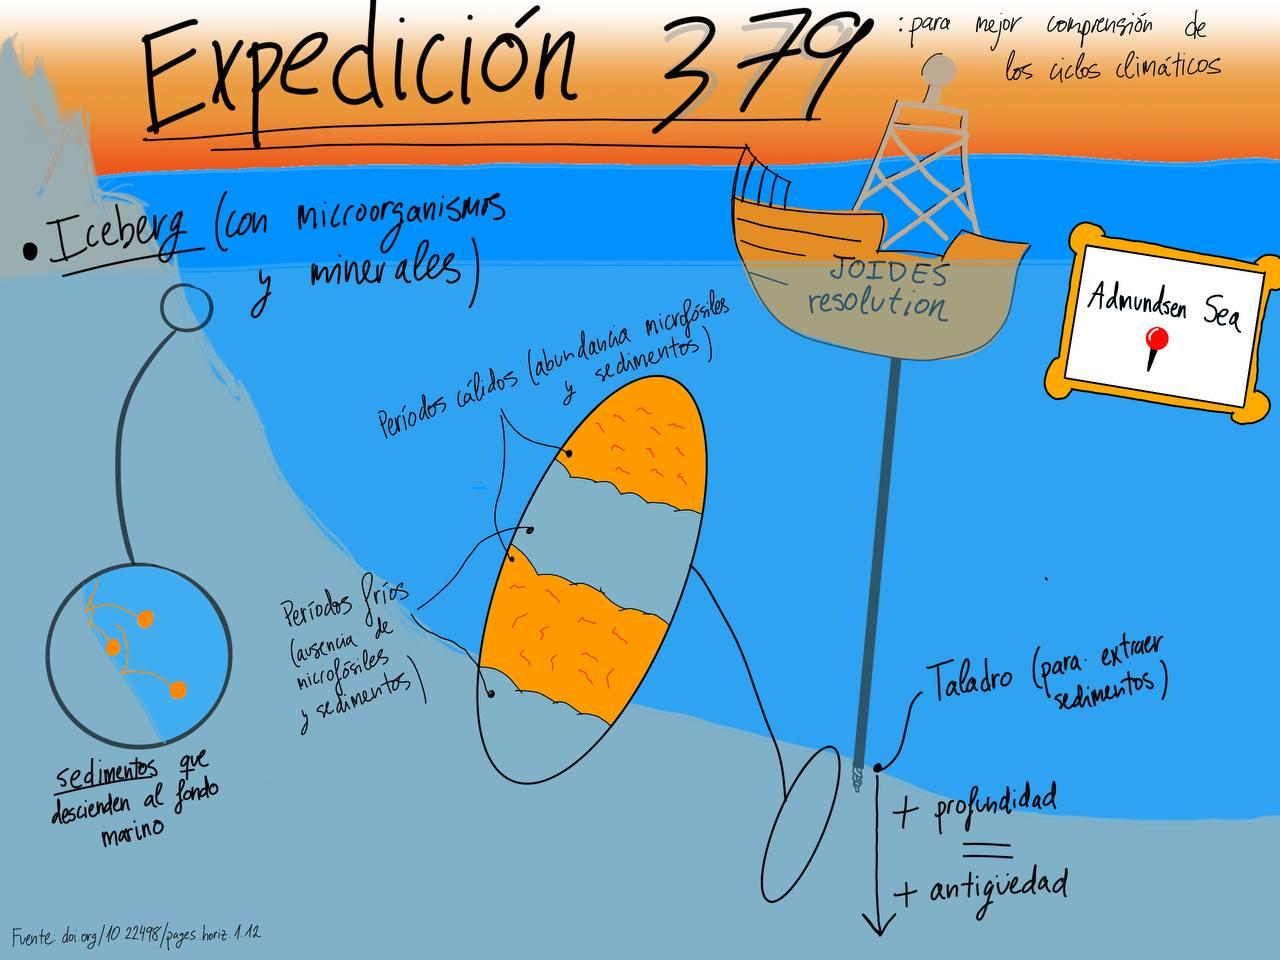 Expedición 379
: para mejor comprensión de
los ciclos climáticos
• Iceberg (con microorganismos
y minerales)
JOIDES
resolution
Admundsen Sea
Períodos cálidos (abundancia microfósiles
y sedimentos)
Períodos fríos
(ausencia de
microfósiles
y sedimentos)
Taladro (para extraer
sedimentos)
sedimentos que
descienden al fondo
marino
+ profundidad
=
+ antigüedad
Fuente: doi.org/10.22498/pages.horiz.1.12